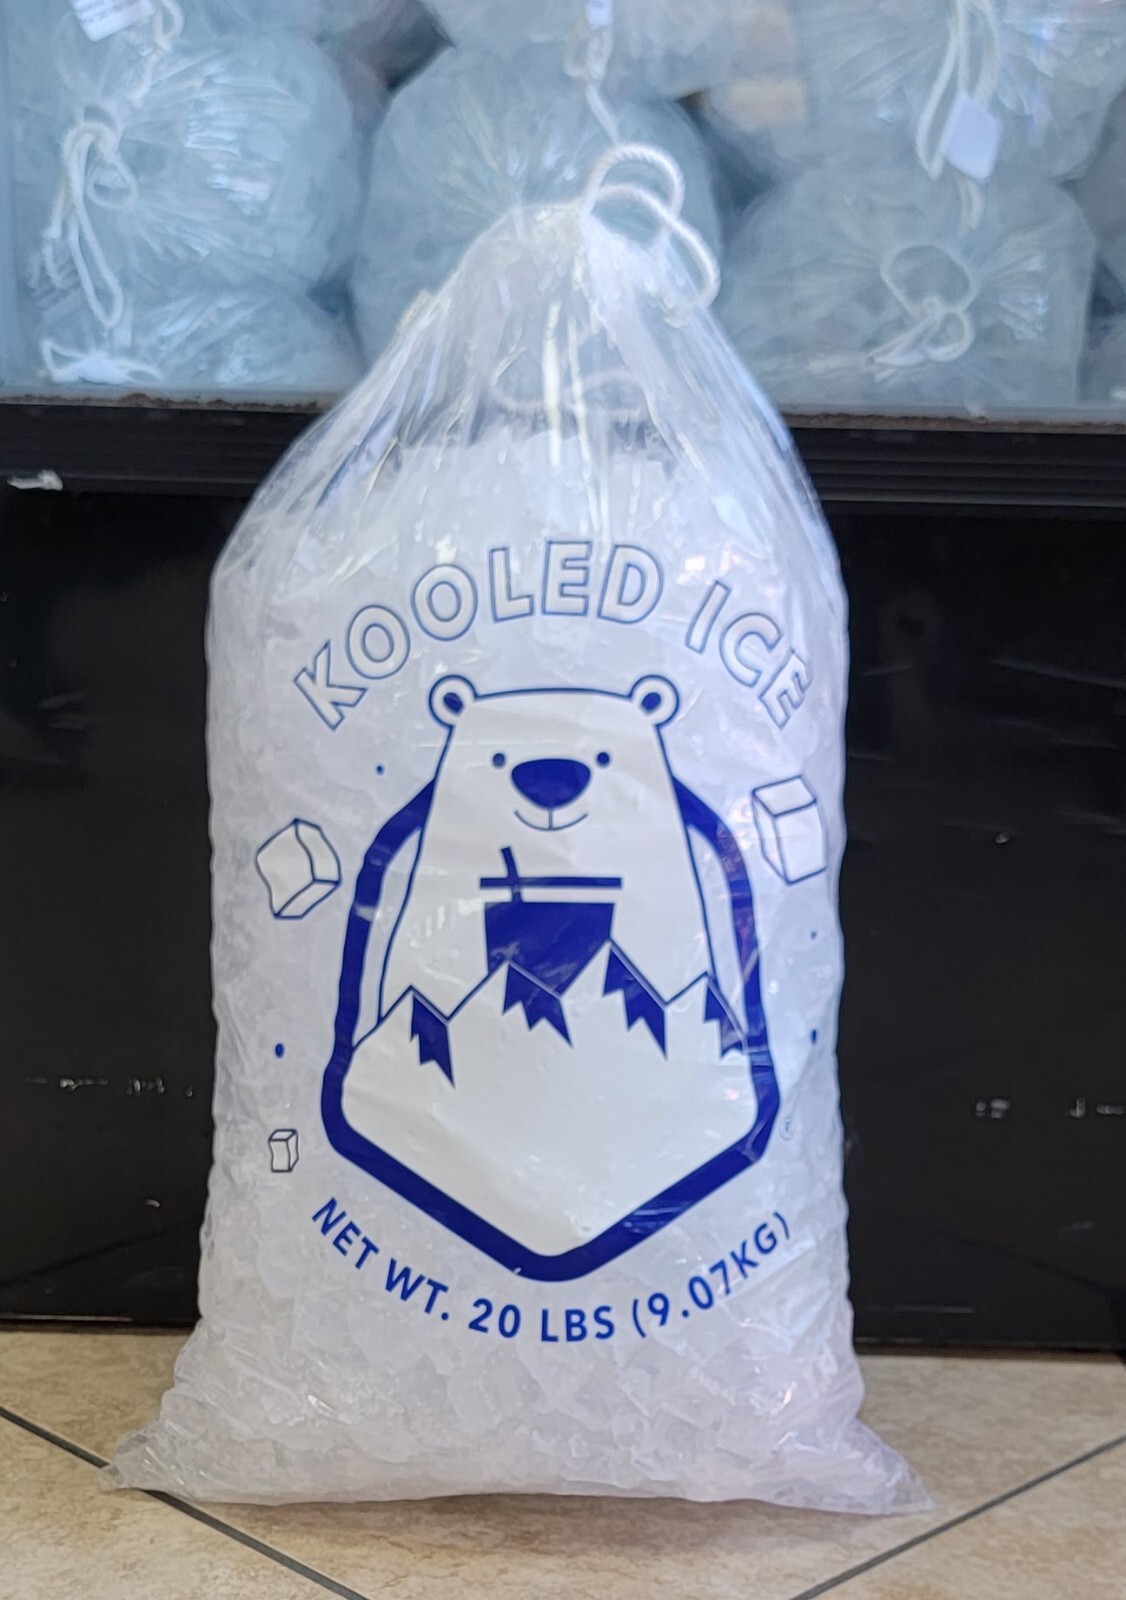 KOOLED ICE
®
NET WT. 20 LBS (9.07KG)